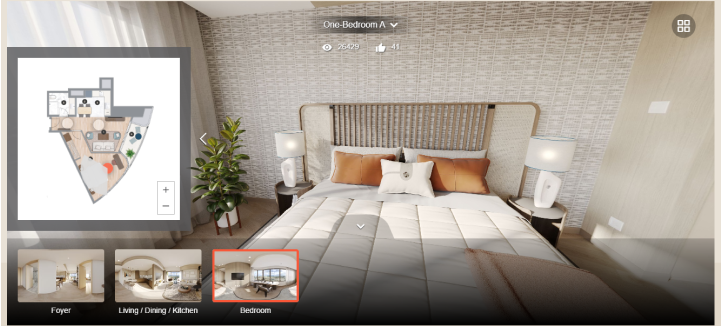 One-Bedroom A
26429 41
+
−
Foyer
Living / Dining / Kitchen
Bedroom